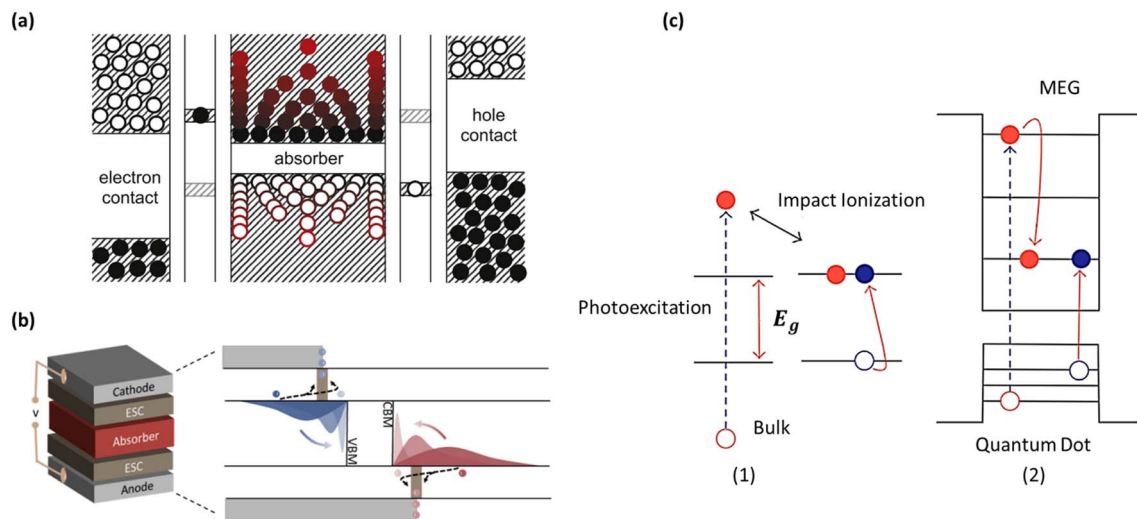 (a)
electron
contact
absorber
hole
contact
(b)
Cathode
ESC
Absorber
ESC
Anode
V
VBM
CBM
(c)
MEG
Impact Ionization
Photoexcitation
E_g
Bulk
Quantum Dot
(1)
(2)